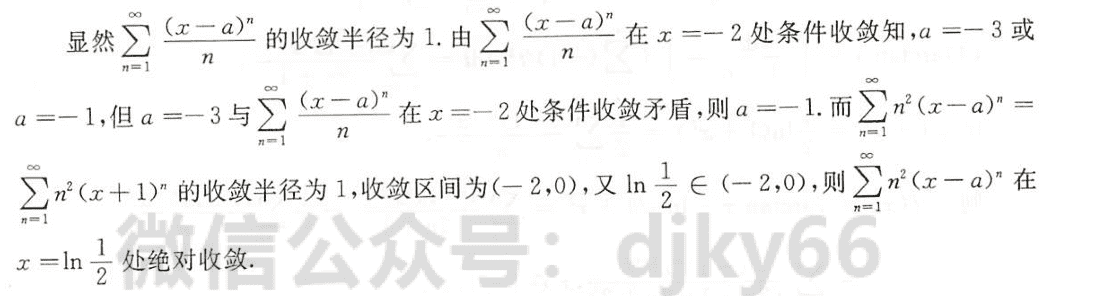 显然 $\sum_{n=1}^{\infty} \frac{(x-a)^n}{n}$ 的收敛半径为 1. 由 $\sum_{n=1}^{\infty} \frac{(x-a)^n}{n}$ 在 $x=-2$ 处条件收敛知, $a=-3$ 或
$a=-1$, 但 $a=-3$ 与 $\sum_{n=1}^{\infty} \frac{(x-a)^n}{n}$ 在 $x=-2$ 处条件收敛矛盾, 则 $a=-1$. 而 $\sum_{n=1}^{\infty} n^2(x-a)^n =$
$\sum_{n=1}^{\infty} n^2(x+1)^n$ 的收敛半径为 1, 收敛区间为 $(-2,0)$, 又 $\ln \frac{1}{2} \in (-2,0)$, 则 $\sum_{n=1}^{\infty} n^2(x-a)^n$ 在
$x=\ln \frac{1}{2}$ 处绝对收敛.
微信公众号：djky66